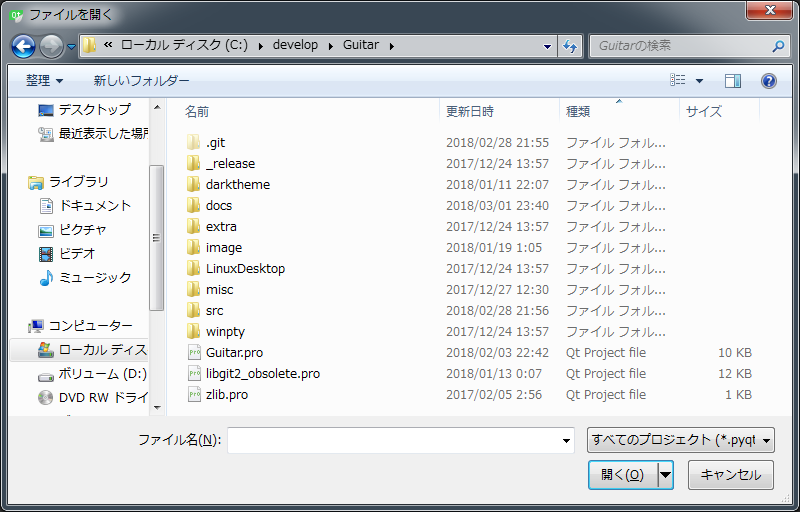 ファイルを開く
« ローカル ディスク (C:) develop Guitar
Guitarの検索
整理 新しいフォルダー
デスクトップ
最近表示した場所
ライブラリ
ドキュメント
ピクチャ
ビデオ
ミュージック
コンピューター
ローカル ディス
ボリューム (D:)
DVD RW ドライ
名前 更新日時 種類 サイズ
.git 2018/02/28 21:55 ファイル フォル...
_release 2017/12/24 13:57 ファイル フォル...
darktheme 2018/01/11 22:07 ファイル フォル...
docs 2018/03/01 23:40 ファイル フォル...
extra 2017/12/24 13:57 ファイル フォル...
image 2018/01/19 1:05 ファイル フォル...
LinuxDesktop 2017/12/24 13:57 ファイル フォル...
misc 2017/12/27 12:30 ファイル フォル...
src 2018/02/28 21:56 ファイル フォル...
winpty 2017/12/24 13:57 ファイル フォル...
Guitar.pro 2018/02/03 22:42 Qt Project file 10 KB
libgit2_obsolete.pro 2018/01/13 0:07 Qt Project file 12 KB
zlib.pro 2017/02/05 2:56 Qt Project file 1 KB
ファイル名(N):
すべてのプロジェクト (*.pyqt
開く(O) キャンセル